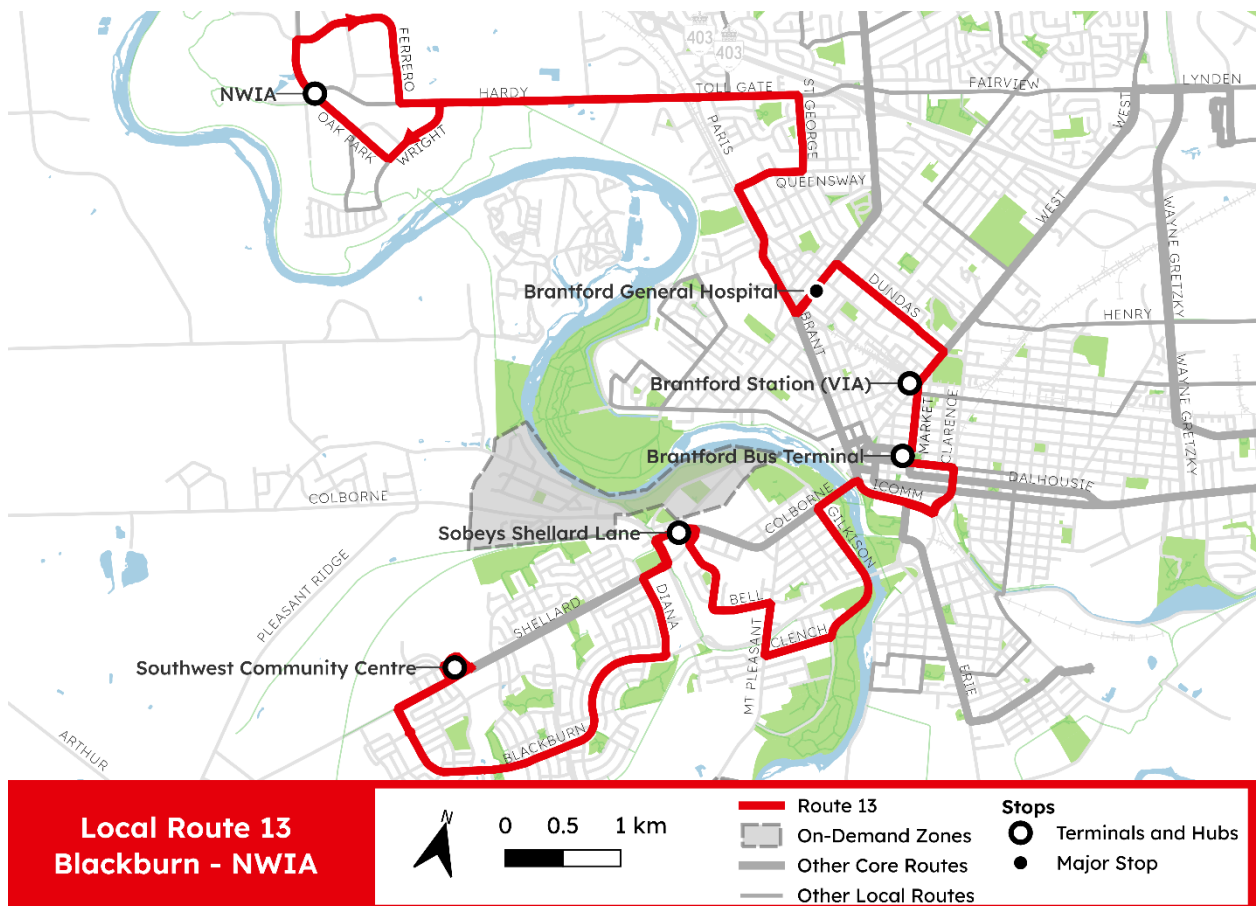 403
403
FERRERO
FAIRVIEW
LYNDEN
NWIA
HARDY
TOLL GATE
WEST
ST GEORGE
OAK PARK
WRIGHT
PARIS
QUEENSWAY
WEST
WAYNE GRETZKY
Brantford General Hospital
DUNDAS
BRANT
HENRY
Brantford Station (VIA)
MARKET
CLARENCE
WAYNE GRETZKY
Brantford Bus Terminal
DALHOUSIE
ICOMM
COLBORNE
COLBORNE
GILKISON
Sobeys Shellard Lane
PLEASANT RIDGE
DIANA
BELL
SHELLARD
CLENCH
MT PLEASANT
Southwest Community Centre
ERIE
BLACKBURN
ARTHUR
Local Route 13
Blackburn - NWIA
N
0 0.5 1 km
Route 13
On-Demand Zones
Other Core Routes
Other Local Routes
Stops
Terminals and Hubs
Major Stop